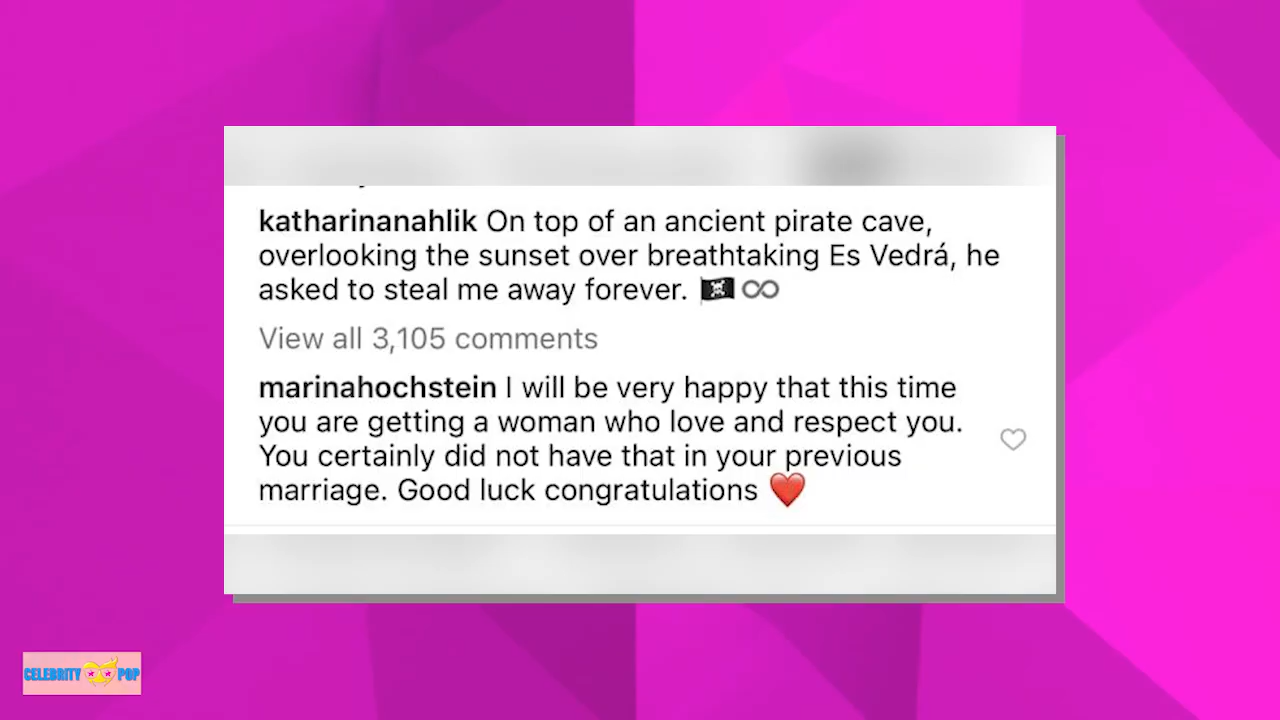 katharinanahlik On top of an ancient pirate cave,
overlooking the sunset over breathtaking Es Vedrá, he
asked to steal me away forever. 🏴‍☠️♾
View all 3,105 comments
marinahochstein I will be very happy that this time
you are getting a woman who love and respect you.
You certainly did not have that in your previous
marriage. Good luck congratulations ❤️
CELEBRITY POP